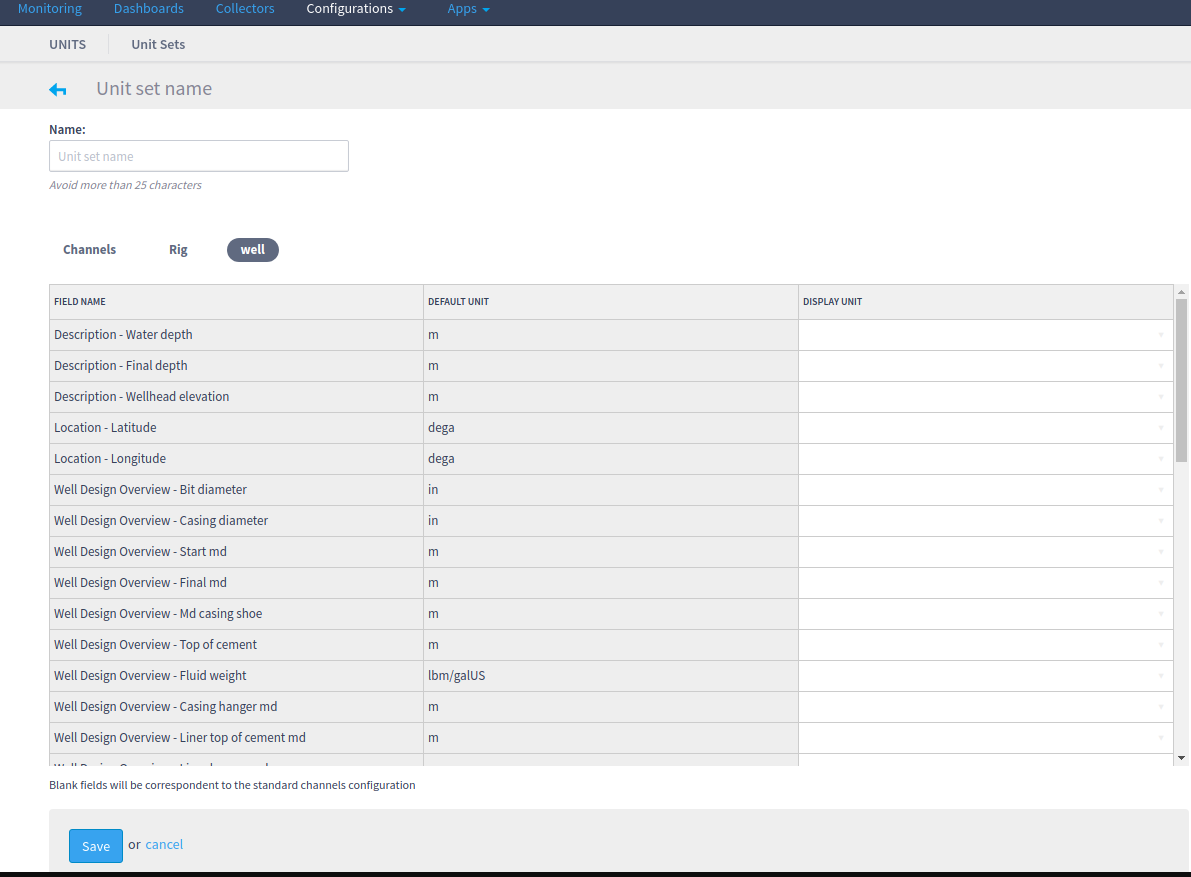 Monitoring Dashboards Collectors Configurations Apps
UNITS Unit Sets
Unit set name
Name:
Unit set name
Avoid more than 25 characters
Channels Rig well
FIELD NAME DEFAULT UNIT DISPLAY UNIT
Description - Water depth m
Description - Final depth m
Description - Wellhead elevation m
Location - Latitude dega
Location - Longitude dega
Well Design Overview - Bit diameter in
Well Design Overview - Casing diameter in
Well Design Overview - Start md m
Well Design Overview - Final md m
Well Design Overview - Md casing shoe m
Well Design Overview - Top of cement m
Well Design Overview - Fluid weight lbm/galUS
Well Design Overview - Casing hanger md m
Well Design Overview - Liner top of cement md m
Blank fields will be correspondent to the standard channels configuration
Save or cancel